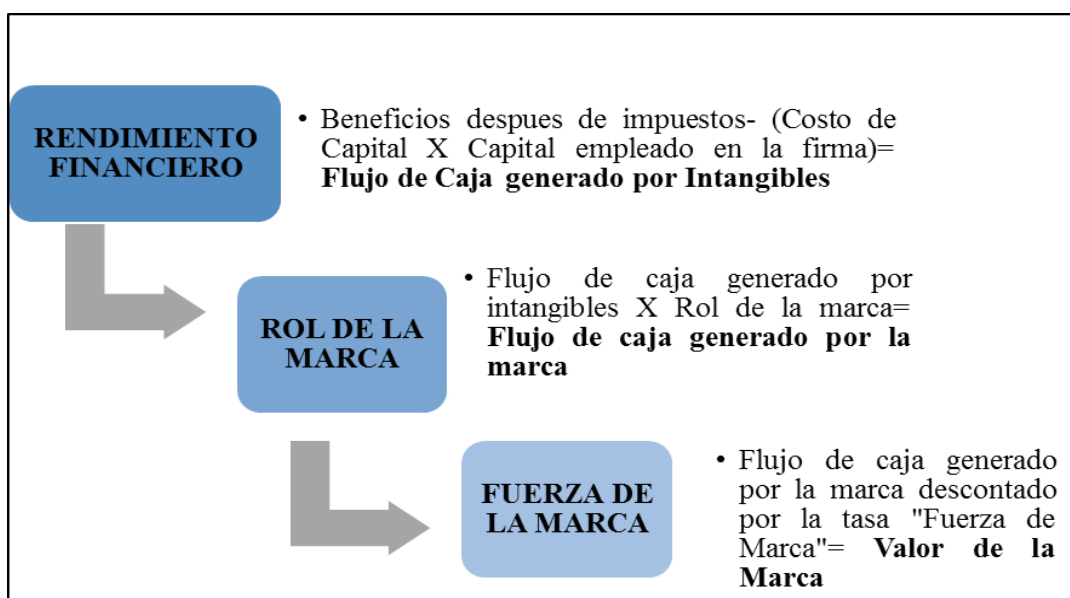 RENDIMIENTO
FINANCIERO
• Beneficios despues de impuestos- (Costo de
Capital X Capital empleado en la firma)=
Flujo de Caja generado por Intangibles
ROL DE LA
MARCA
• Flujo de caja generado por
intangibles X Rol de la marca=
Flujo de caja generado por la
marca
FUERZA DE
LA MARCA
• Flujo de caja generado
por la marca descontado
por la tasa "Fuerza de
Marca"= Valor de la
Marca